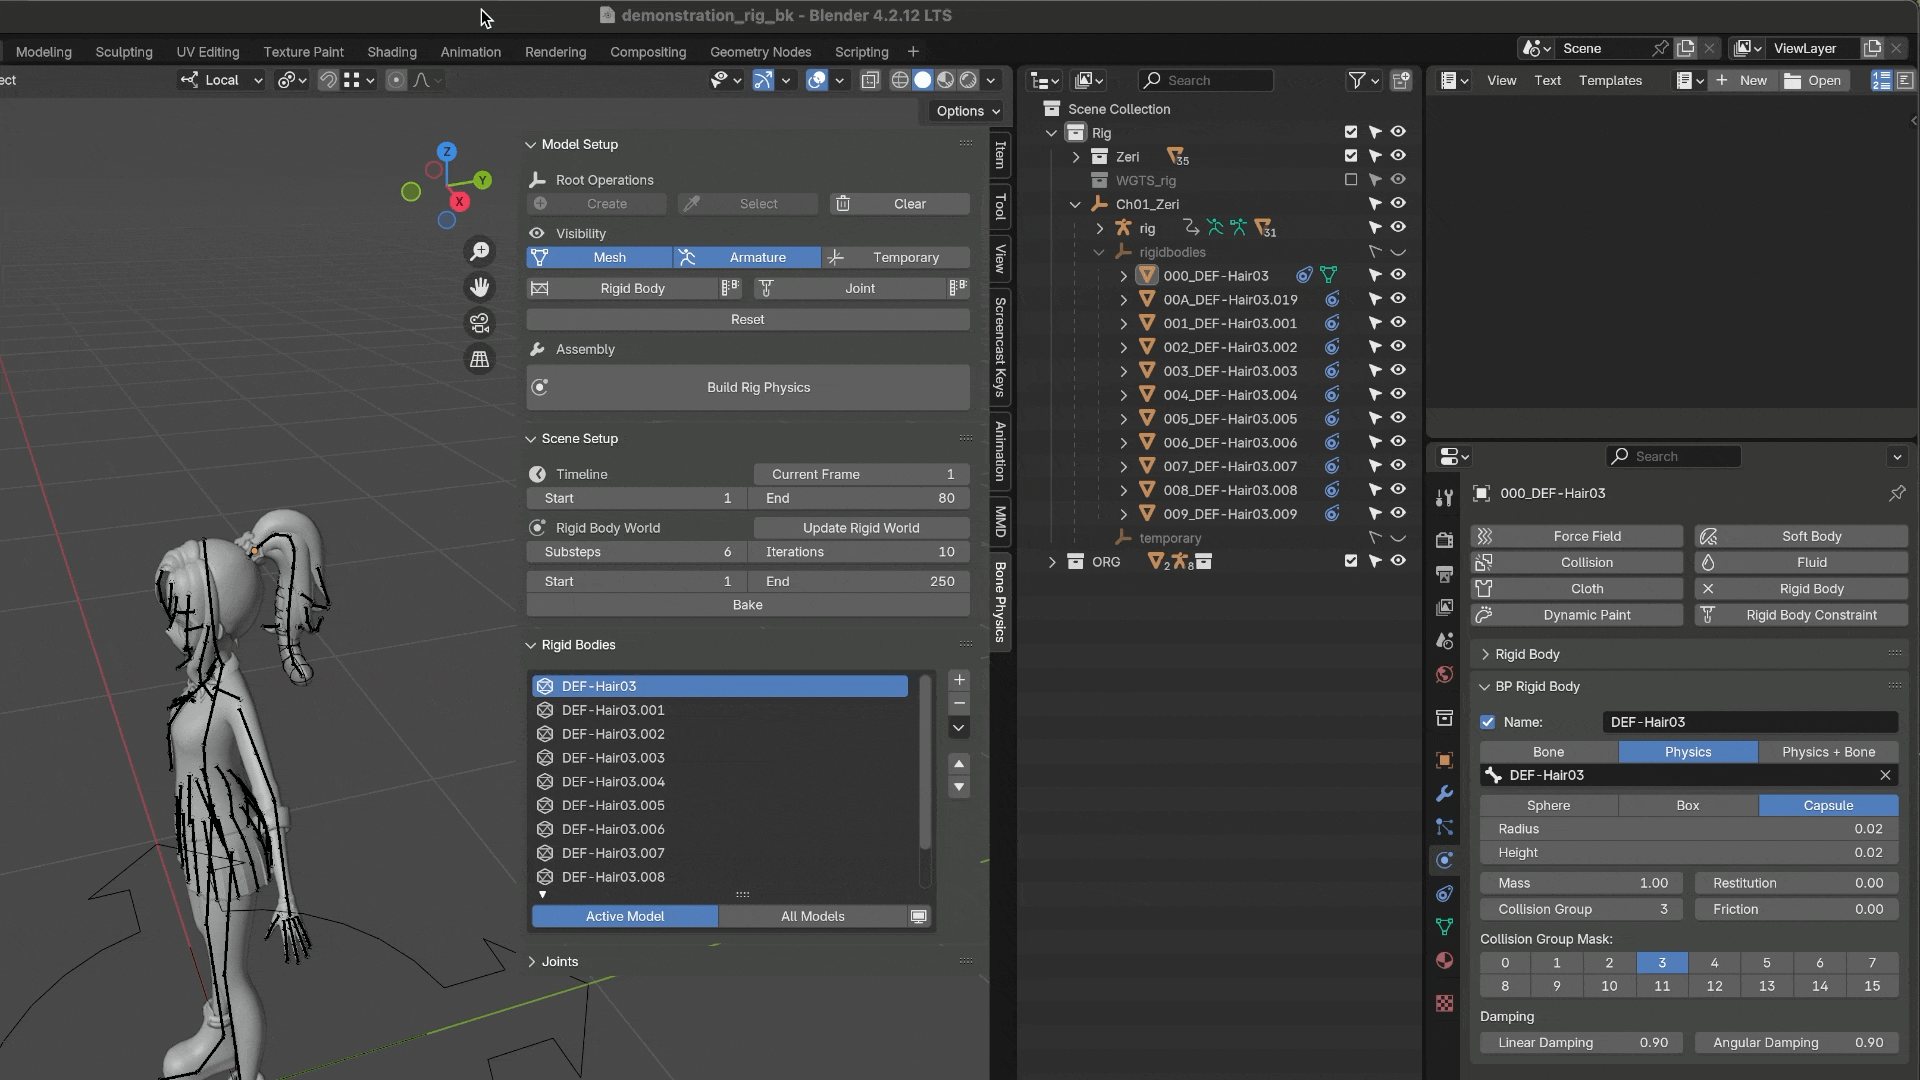 demonstration_rig_bk - Blender 4.2.12 LTS
Modeling Sculpting UV Editing Texture Paint Shading Animation Rendering Compositing Geometry Nodes Scripting +
Scene
ViewLayer
ect
Local
Options
Search
View Text Templates
New
Open
Z
Y
X
Model Setup
Root Operations
Create Select Clear
Visibility
Mesh Armature Temporary
Rigid Body Joint
Reset
Assembly
Build Rig Physics
Scene Setup
Timeline Current Frame 1
Start 1 End 80
Rigid Body World Update Rigid World
Substeps 6 Iterations 10
Start 1 End 250
Bake
Rigid Bodies
DEF-Hair03
DEF-Hair03.001
DEF-Hair03.002
DEF-Hair03.003
DEF-Hair03.004
DEF-Hair03.005
DEF-Hair03.006
DEF-Hair03.007
DEF-Hair03.008
Active Model All Models
Joints
Item
Tool
View
Screencast Keys
Animation
MMD
Bone Physics
Scene Collection
Rig
Zeri 35
WGTS_rig
Ch01_Zeri
rig 31
rigidbodies
000_DEF-Hair03
00A_DEF-Hair03.019
001_DEF-Hair03.001
002_DEF-Hair03.002
003_DEF-Hair03.003
004_DEF-Hair03.004
005_DEF-Hair03.005
006_DEF-Hair03.006
007_DEF-Hair03.007
008_DEF-Hair03.008
009_DEF-Hair03.009
temporary
ORG 2 8
Search
000_DEF-Hair03
Force Field Soft Body
Collision Fluid
Cloth Rigid Body
Dynamic Paint Rigid Body Constraint
Rigid Body
BP Rigid Body
Name: DEF-Hair03
Bone Physics Physics + Bone
DEF-Hair03
Sphere Box Capsule
Radius 0.02
Height 0.02
Mass 1.00 Restitution 0.00
Collision Group 3 Friction 0.00
Collision Group Mask:
0 1 2 3 4 5 6 7
8 9 10 11 12 13 14 15
Damping
Linear Damping 0.90 Angular Damping 0.90